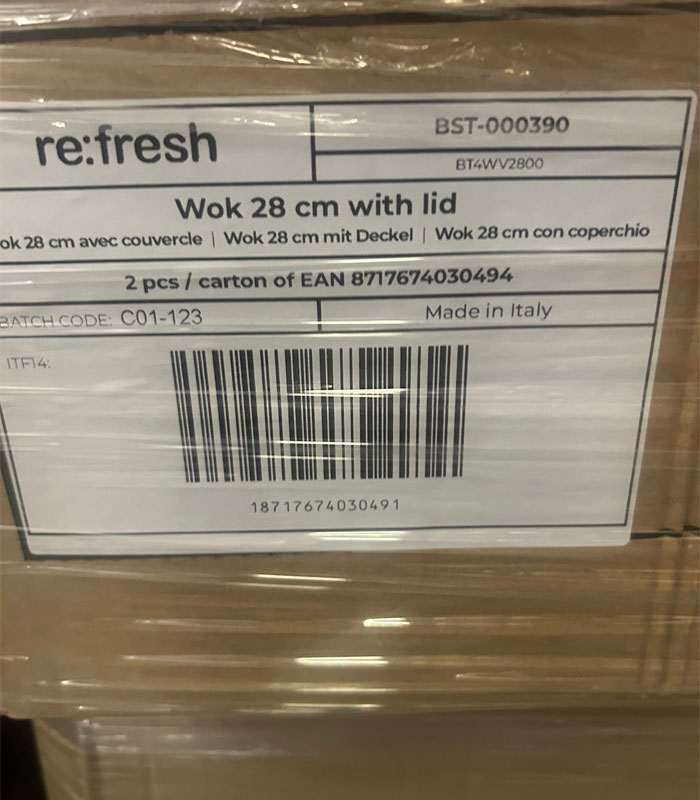 re:fresh
BST-000390
BT4WV2800
Wok 28 cm with lid
ok 28 cm avec couvercle | Wok 28 cm mit Deckel | Wok 28 cm con coperchio
2 pcs / carton of EAN 8717674030494
BATCH CODE: C01-123
Made in Italy
ITF14:
18717674030491